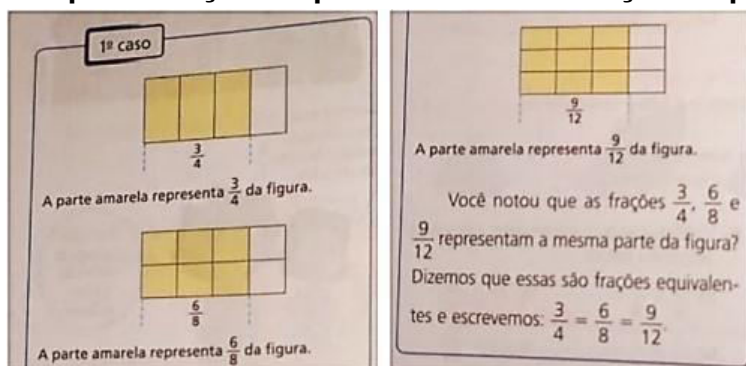 1º caso
3/4
A parte amarela representa 3/4 da figura.
6/8
A parte amarela representa 6/8 da figura.
9/12
A parte amarela representa 9/12 da figura.
Você notou que as frações 3/4, 6/8 e
9/12 representam a mesma parte da figura?
Dizemos que essas são frações equivalen-
tes e escrevemos: 3/4 = 6/8 = 9/12.